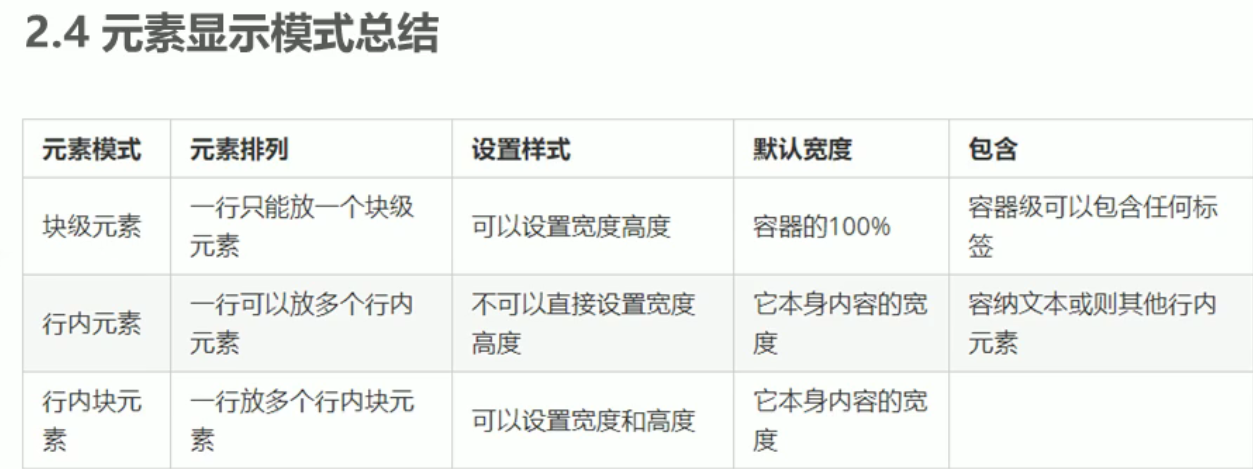 2.4 元素显示模式总结
元素模式 元素排列 设置样式 默认宽度 包含
块级元素 一行只能放一个块级
元素 可以设置宽度高度 容器的100% 容器级可以包含任何标
签
行内元素 一行可以放多个行内
元素 不可以直接设置宽度
高度 它本身内容的宽
度 容纳文本或则其他行内
元素
行内块元
素 一行放多个行内块元
素 可以设置宽度和高度 它本身内容的宽
度